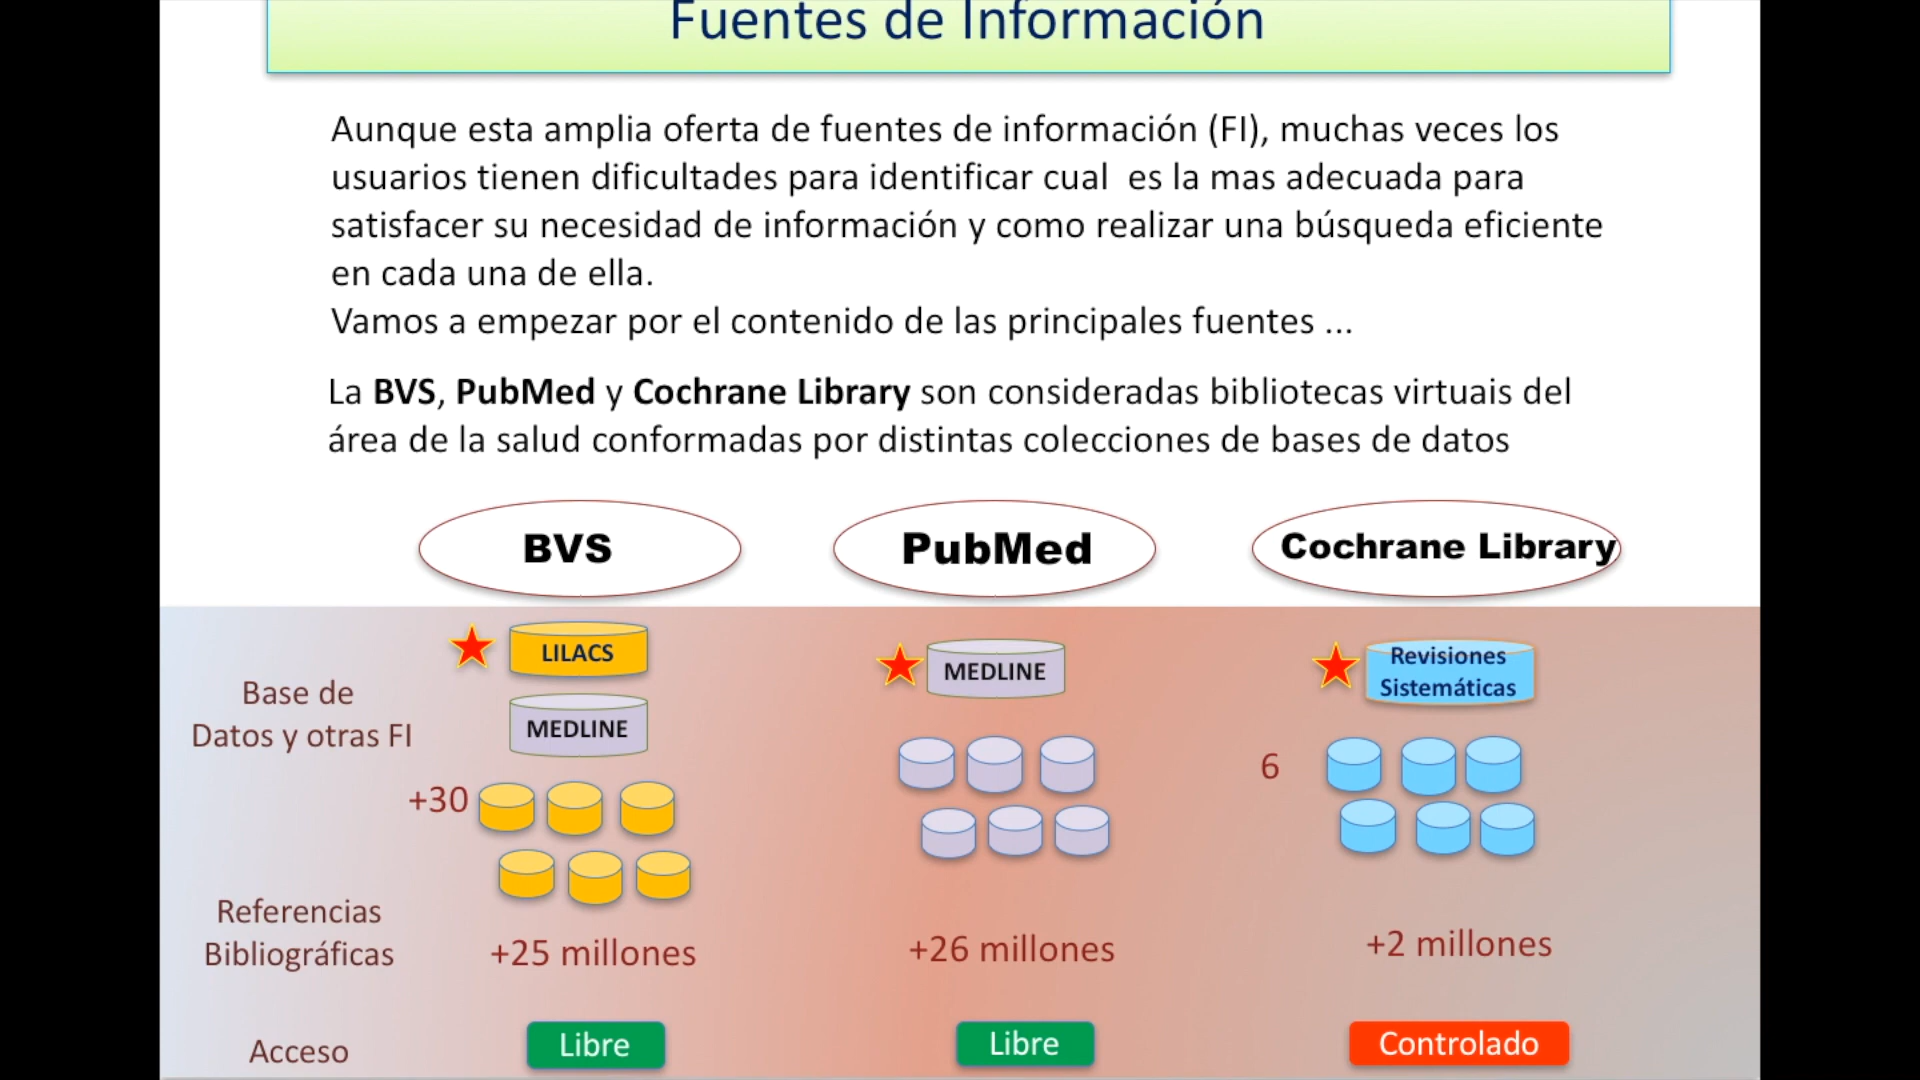 Fuentes de Información
Aunque esta amplia oferta de fuentes de información (FI), muchas veces los
usuarios tienen dificultades para identificar cual  es la mas adecuada para
satisfacer su necesidad de información y como realizar una búsqueda eficiente
en cada una de ella.
Vamos a empezar por el contenido de las principales fuentes ...
La BVS, PubMed y Cochrane Library son consideradas bibliotecas virtuais del
área de la salud conformadas por distintas colecciones de bases de datos
BVS
PubMed
Cochrane Library
Base de
Datos y otras FI
LILACS
MEDLINE
+30
MEDLINE
Revisiones
Sistemáticas
6
Referencias
Bibliográficas
+25 millones
+26 millones
+2 millones
Acceso
Libre
Libre
Controlado